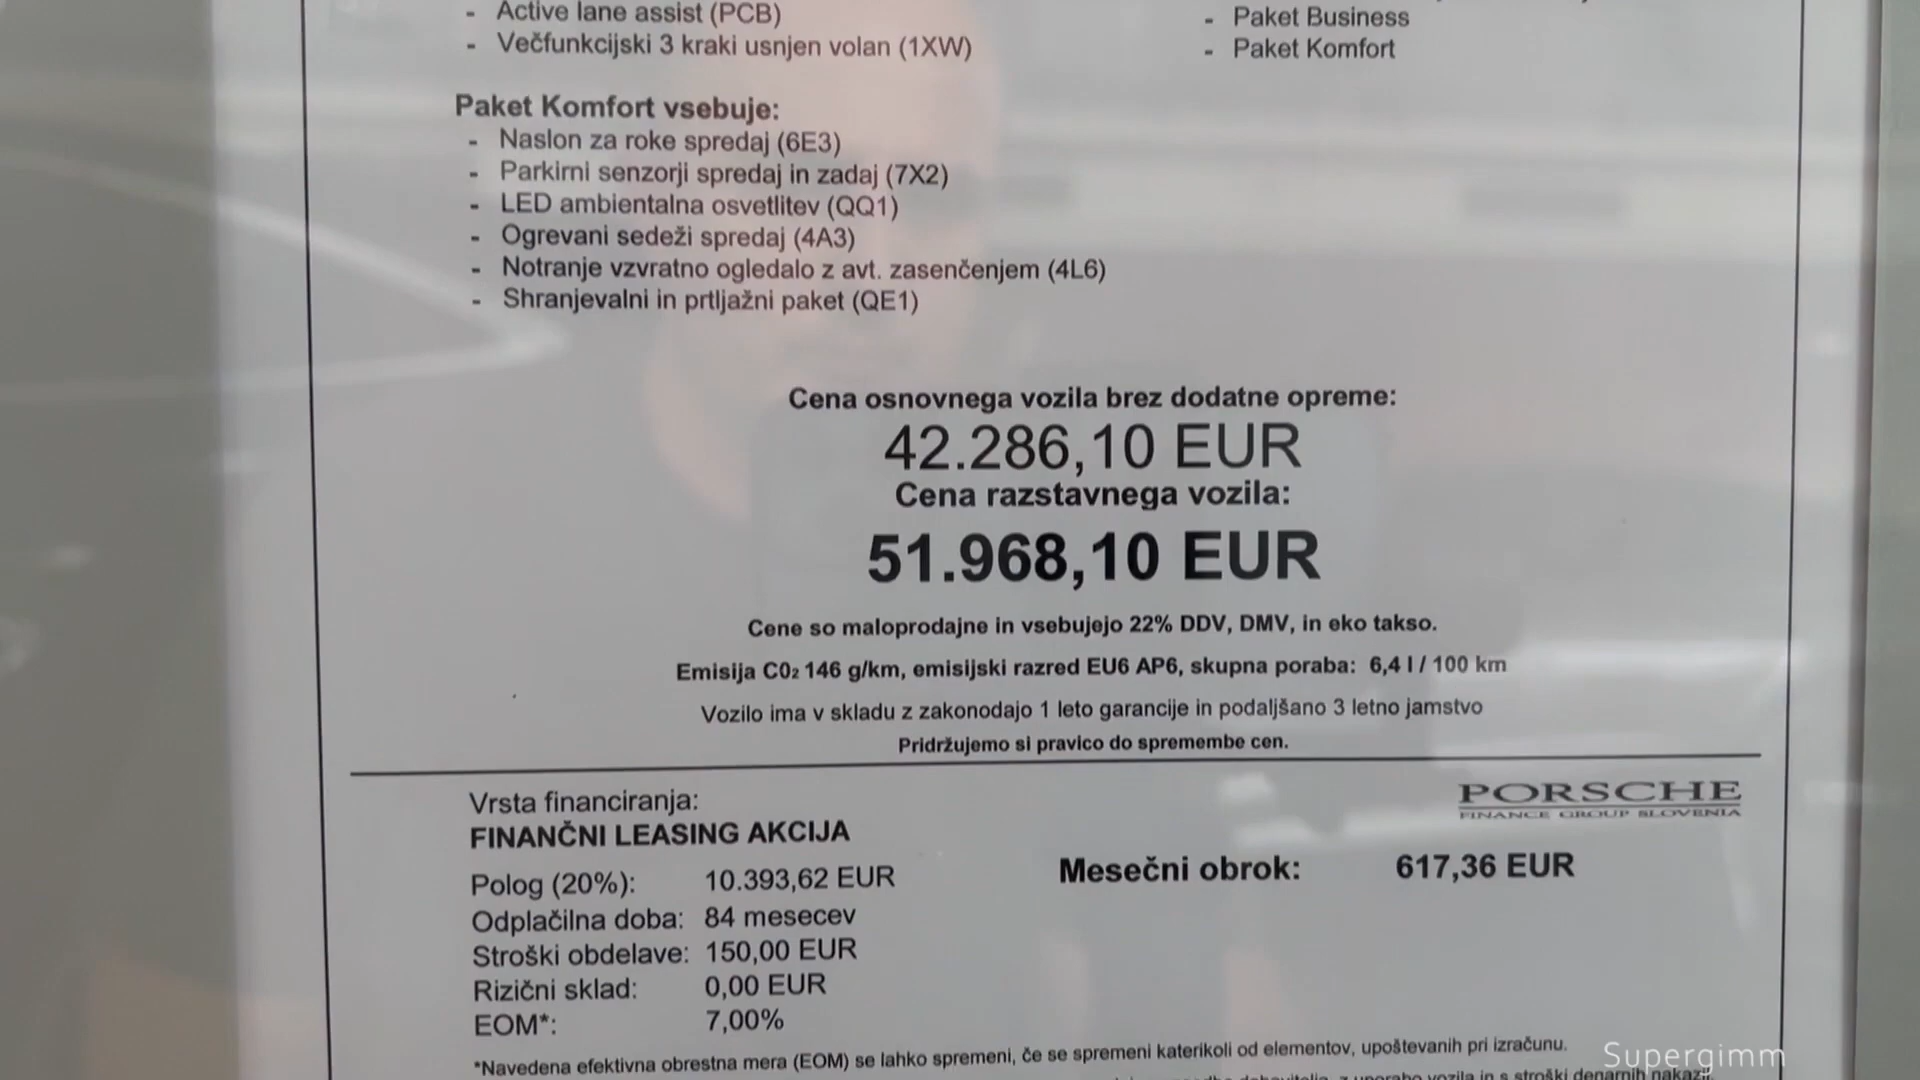 - Active lane assist (PCB)
- Večfunkcijski 3 kraki usnjen volan (1XW)
- Paket Business
- Paket Komfort
Paket Komfort vsebuje:
- Naslon za roke spredaj (6E3)
- Parkirni senzorji spredaj in zadaj (7X2)
- LED ambientalna osvetlitev (QQ1)
- Ogrevani sedeži spredaj (4A3)
- Notranje vzvratno ogledalo z avt. zasenčenjem (4L6)
- Shranjevalni in prtljažni paket (QE1)
Cena osnovnega vozila brez dodatne opreme:
42.286,10 EUR
Cena razstavnega vozila:
51.968,10 EUR
Cene so maloprodajne in vsebujejo 22% DDV, DMV, in eko takso.
Emisija C0₂ 146 g/km, emisijski razred EU6 AP6, skupna poraba: 6,4 l / 100 km
Vozilo ima v skladu z zakonodajo 1 leto garancije in podaljšano 3 letno jamstvo
Pridržujemo si pravico do spremembe cen.
PORSCHE
FINANCE GROUP SLOVENIA
Vrsta financiranja:
FINANČNI LEASING AKCIJA
Polog (20%): 10.393,62 EUR
Mesečni obrok: 617,36 EUR
Odplačilna doba: 84 mesecev
Stroški obdelave: 150,00 EUR
Rizični sklad: 0,00 EUR
EOM*: 7,00%
*Navedena efektivna obrestna mera (EOM) se lahko spremeni, če se spremeni katerikoli od elementov, upoštevanih pri izračunu.
z uporabo vozila in s stroški denarnih nakazil
Supergimm